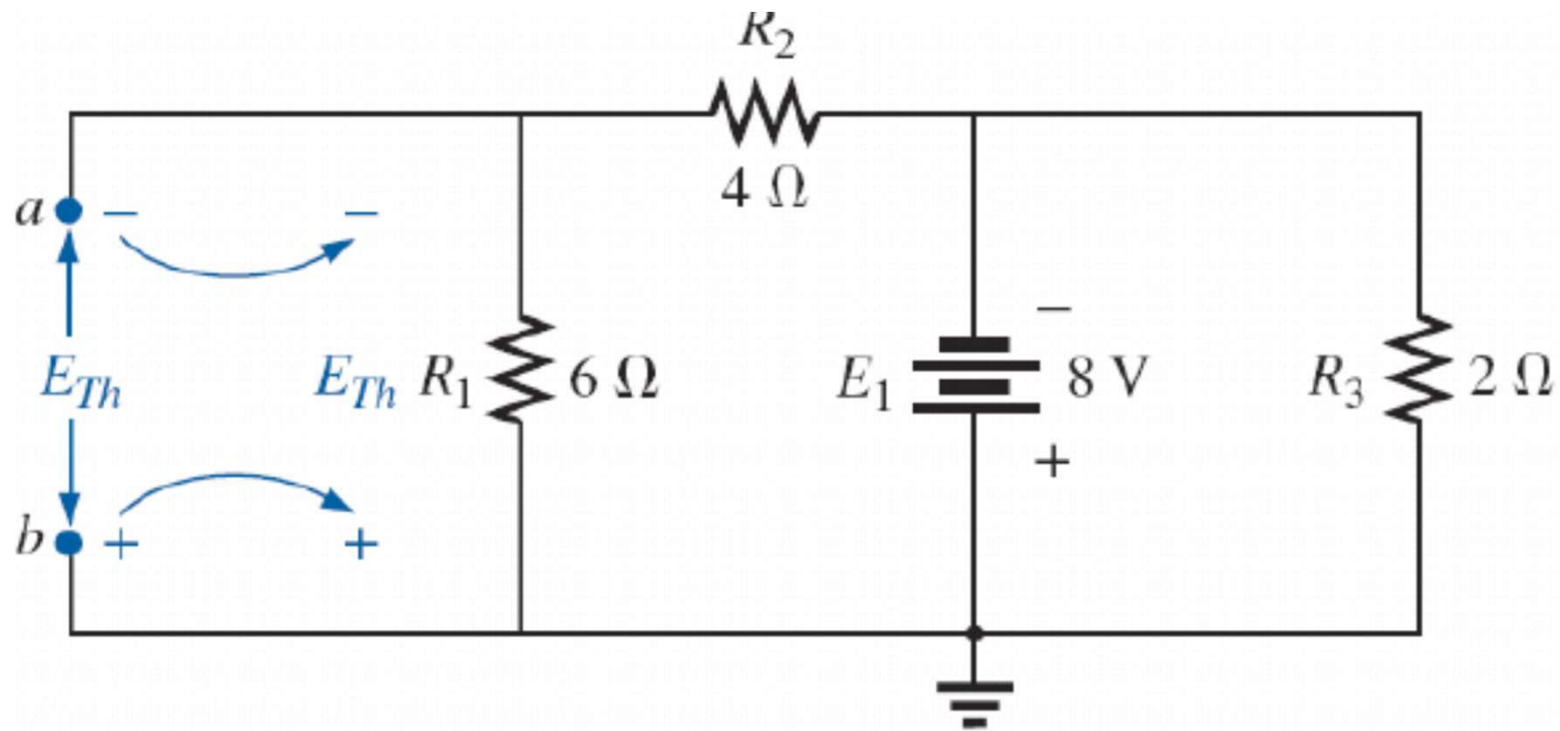 R2
4 Ω
a − −
ETh ETh R1 6 Ω E1 − 8 V + R3 2 Ω
b + +